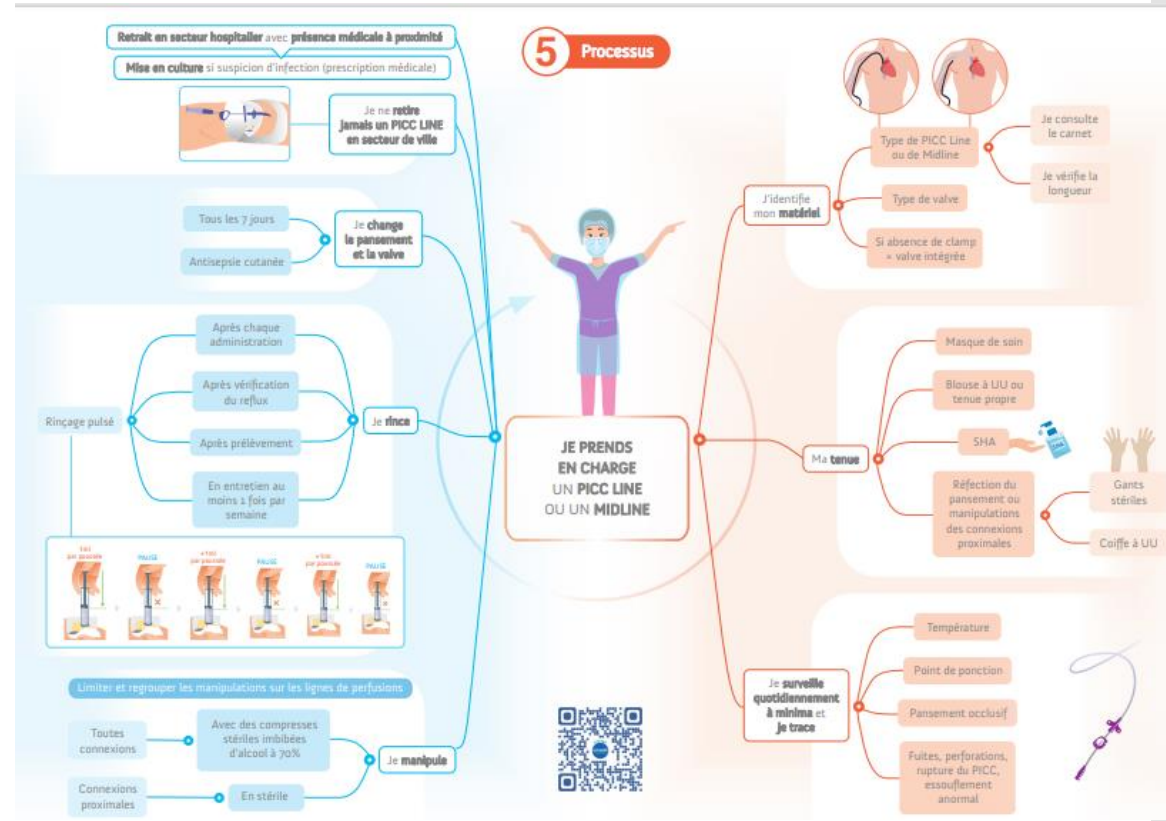 Retrait en secteur hospitalier avec présence médicale à proximité
Mise en culture si suspicion d'infection (prescription médicale)
Je ne retire
jamais un PICC LINE
en secteur de ville
Tous les 7 jours
Antisepsie cutanée
Je change
le pansement
et la valve
Après chaque
administration
Après vérification
du reflux
Après prélèvement
En entretien au
moins 1 fois par
semaine
Rinçage pulsé
Je rince
par poussée
PAUSE
par poussée
PAUSE
par poussée
PAUSE
Limiter et regrouper les manipulations sur les lignes de perfusions
Toutes
connexions
Avec des compresses
stériles imbibées
d'alcool à 70%
Connexions
proximales
En stérile
Je manipule
5 Processus
JE PRENDS
EN CHARGE
UN PICC LINE
OU UN MIDLINE
J'identifie
mon matériel
Type de PICC Line
ou de Midline
Je consulte
le carnet
Je vérifie la
longueur
Type de valve
Si absence de clamp
= valve intégrée
Ma tenue
Masque de soin
Blouse à UU ou
tenue propre
SHA
Réfection du
pansement ou
manipulations
des connexions
proximales
Gants
stériles
Coiffe à UU
Je surveille
quotidiennement
à minima et
je trace
Température
Point de ponction
Pansement occlusif
Fuites, perforations,
rupture du PICC,
essouflement
anormal